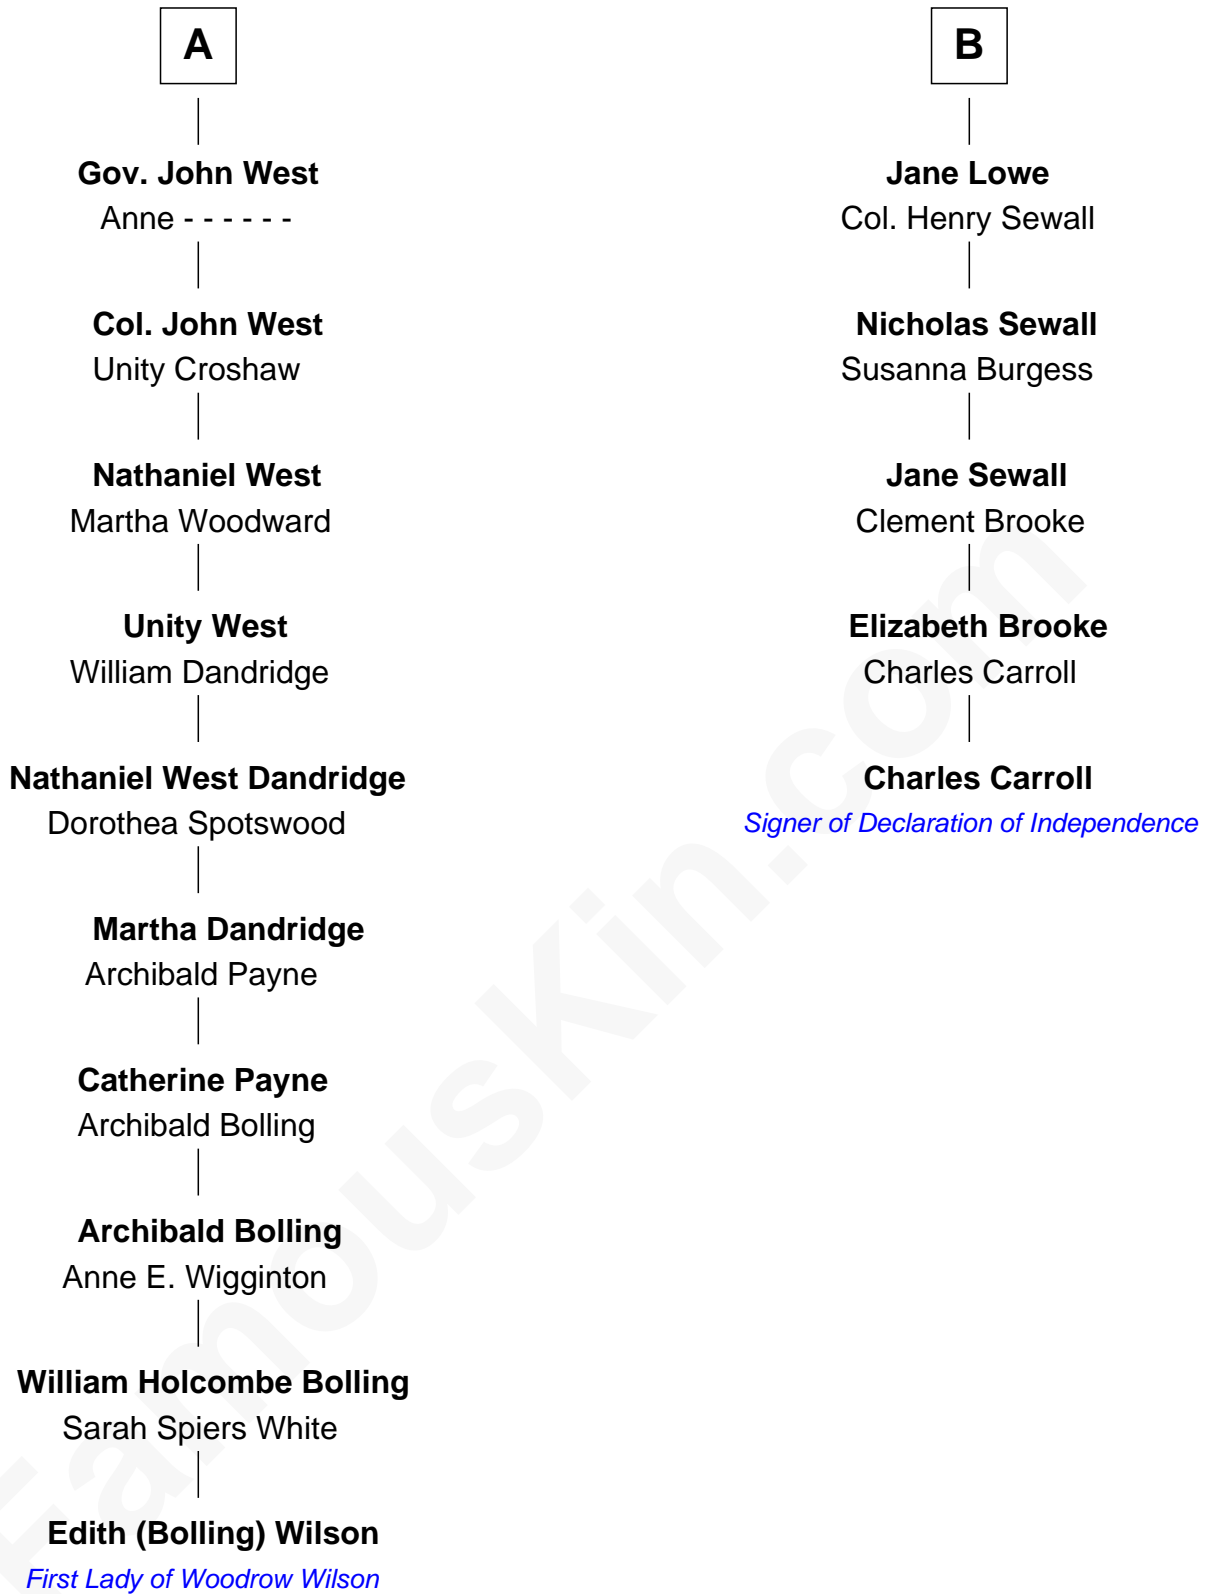 A
Gov. John West
Anne - - - - - -
Col. John West
Unity Croshaw
Nathaniel West
Martha Woodward
Unity West
William Dandridge
Nathaniel West Dandridge
Dorothea Spotswood
Martha Dandridge
Archibald Payne
Catherine Payne
Archibald Bolling
Archibald Bolling
Anne E. Wigginton
William Holcombe Bolling
Sarah Spiers White
Edith (Bolling) Wilson
First Lady of Woodrow Wilson
B
Jane Lowe
Col. Henry Sewall
Nicholas Sewall
Susanna Burgess
Jane Sewall
Clement Brooke
Elizabeth Brooke
Charles Carroll
Charles Carroll
Signer of Declaration of Independence
FamousKin.com